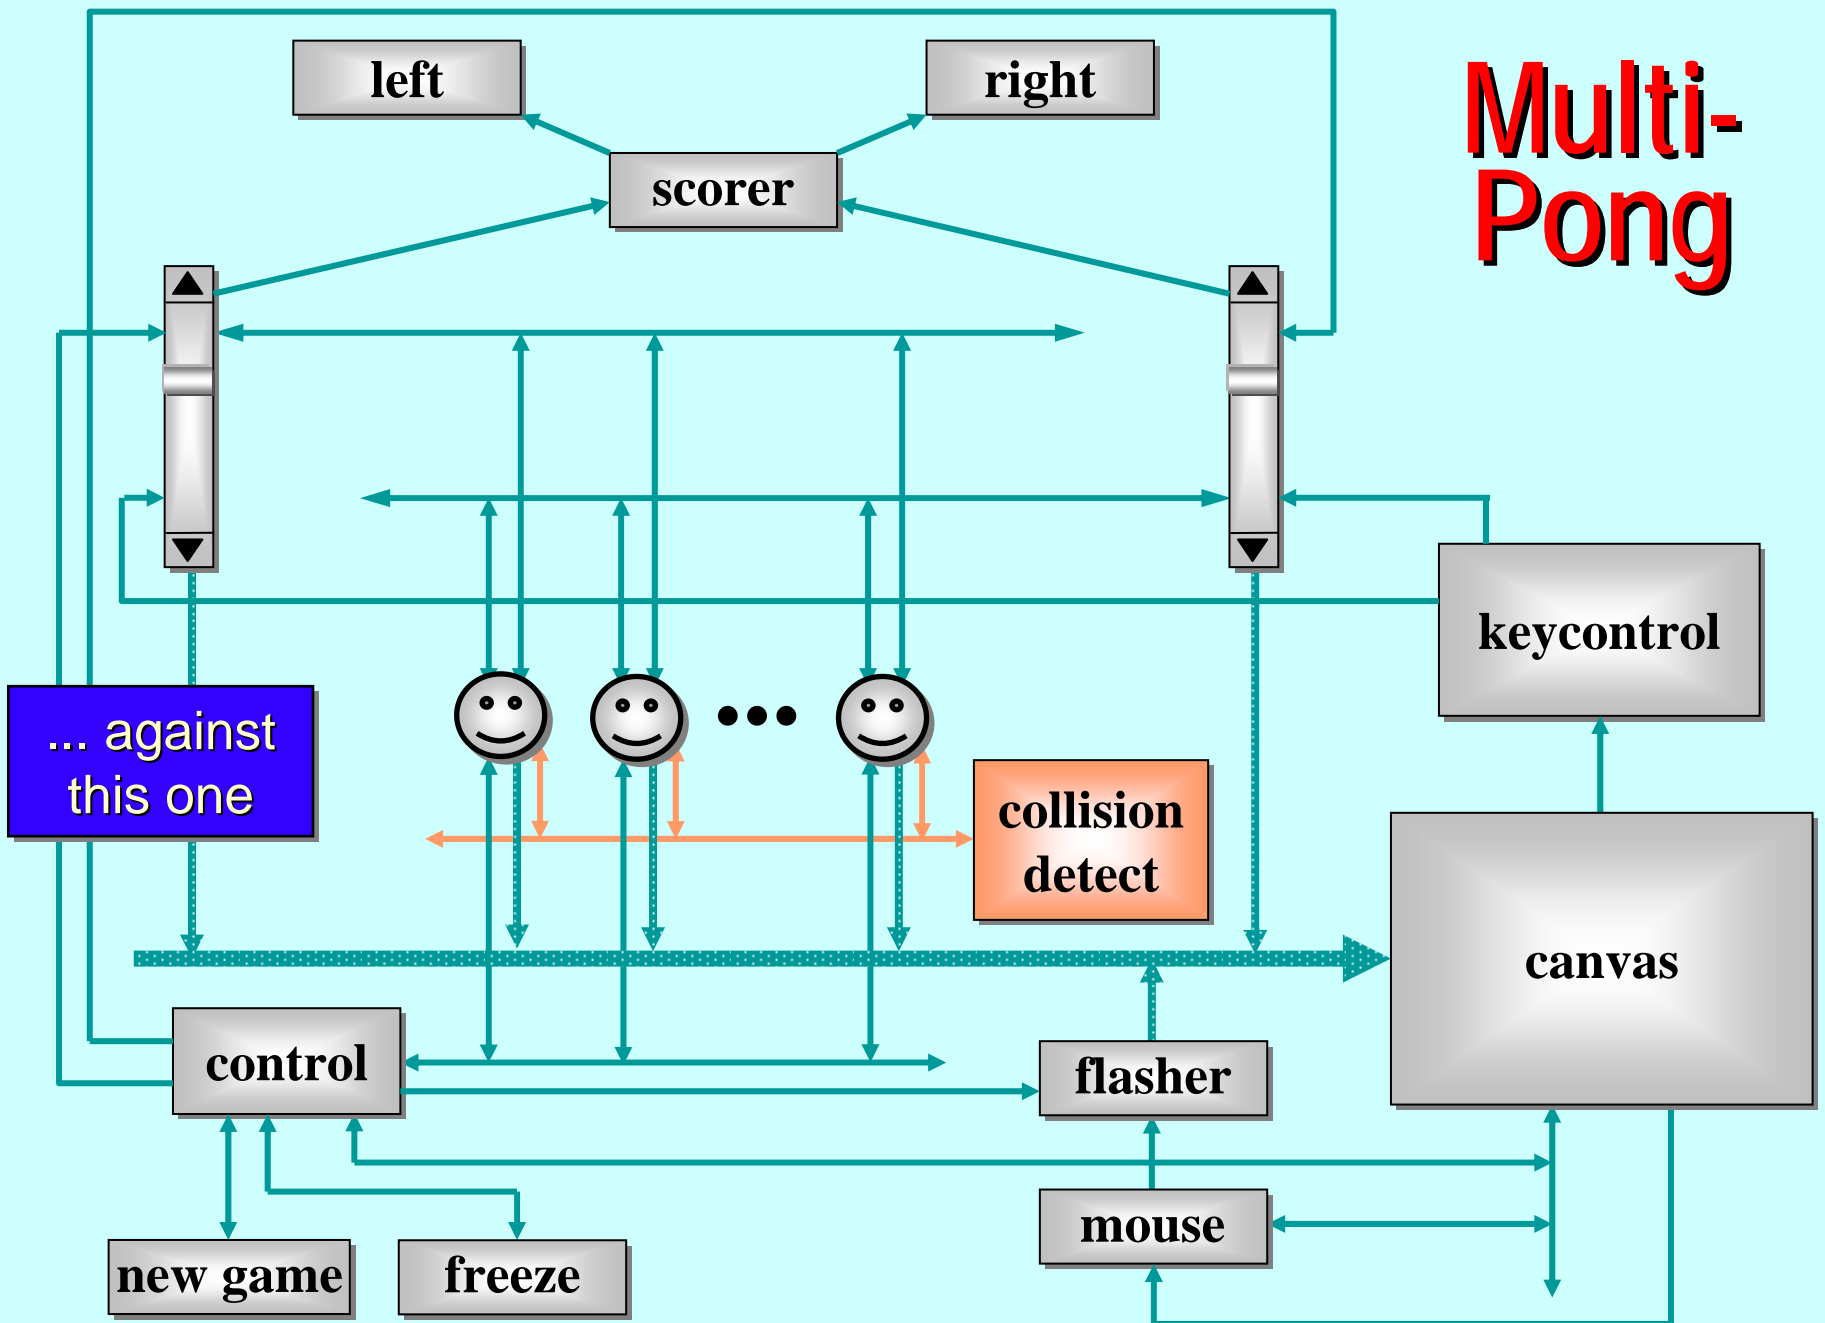 Multi-
Pong
left
right
scorer
keycontrol
... against
this one
collision
detect
canvas
control
flasher
mouse
new game
freeze